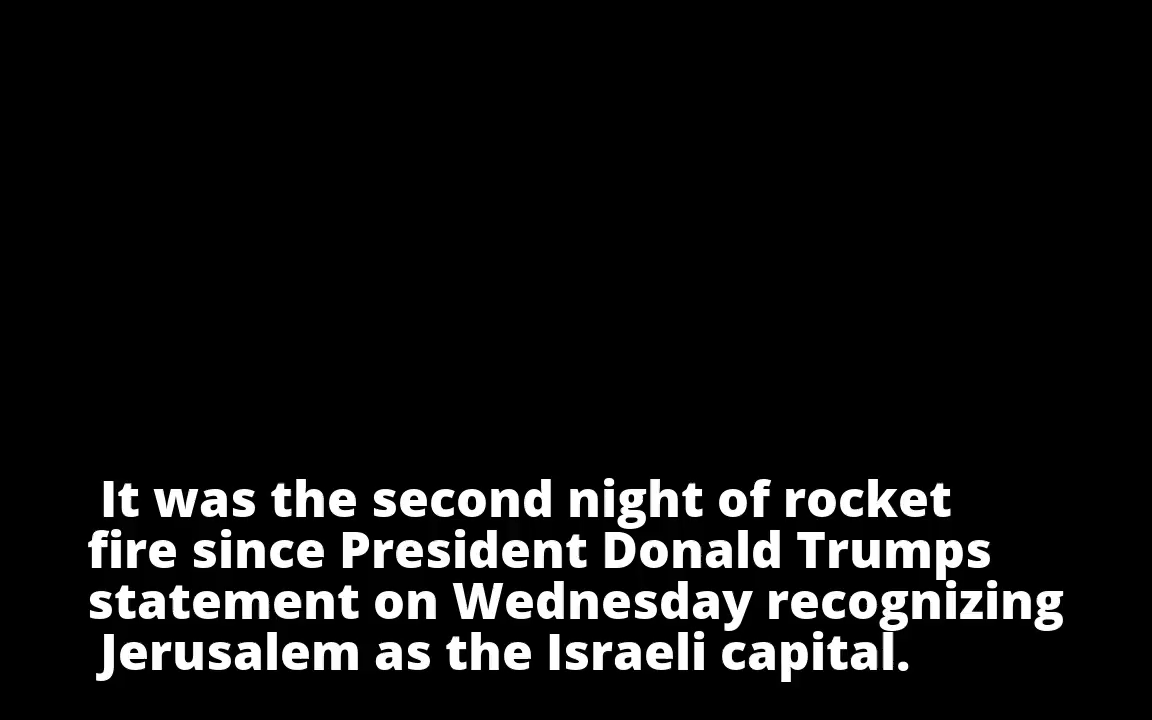 It was the second night of rocket
fire since President Donald Trumps
statement on Wednesday recognizing
Jerusalem as the Israeli capital.